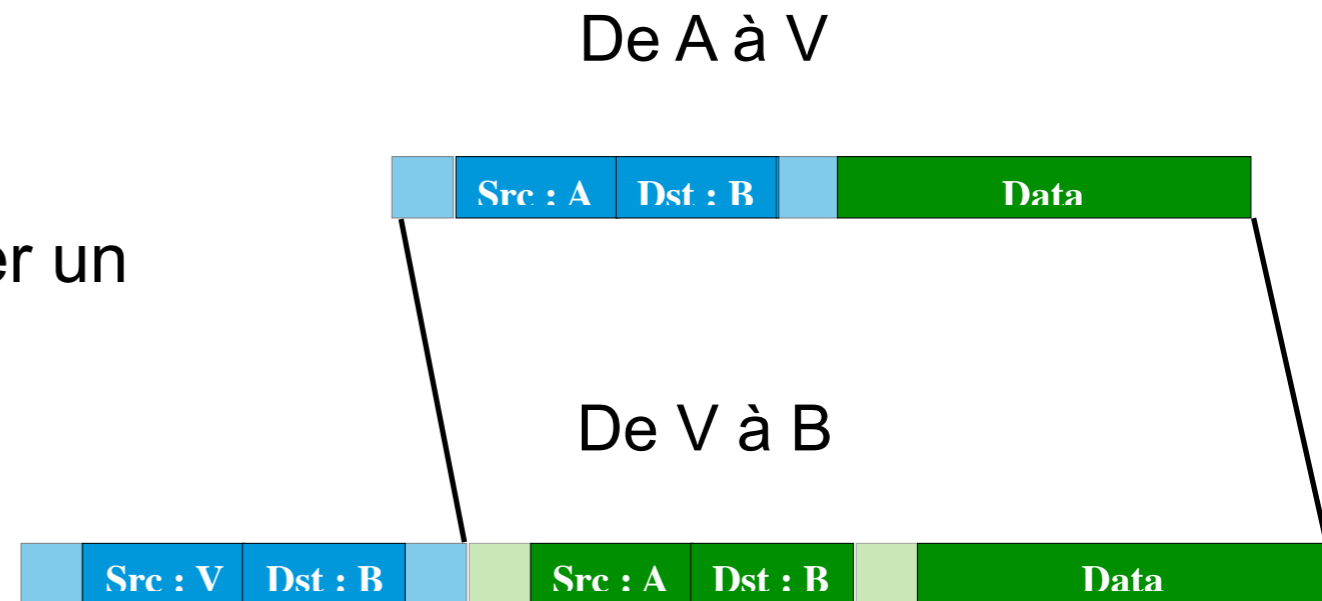 De A à V
Src : A Dst : B Data
er un
De V à B
Src : V Dst : B Src : A Dst : B Data